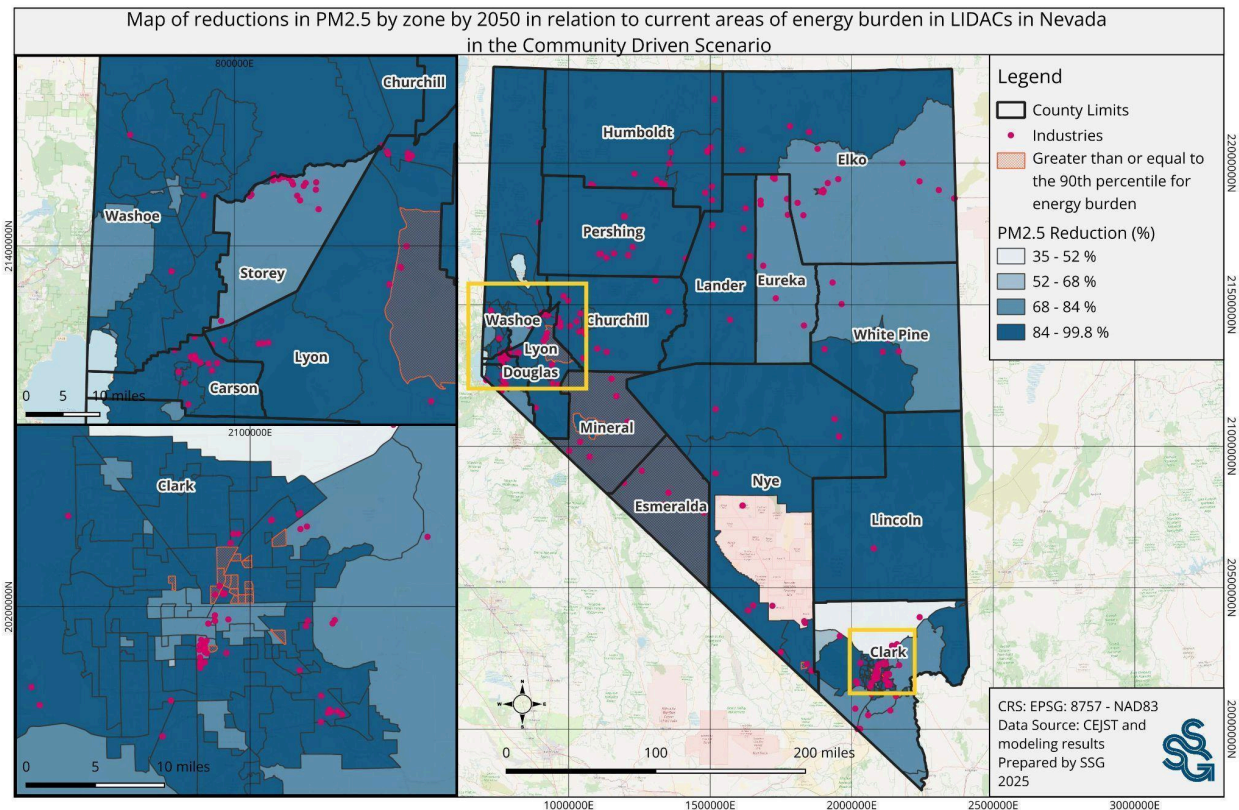 Map of reductions in PM2.5 by zone by 2050 in relation to current areas of energy burden in LIDACs in Nevada
in the Community Driven Scenario
800000E
Churchill
Washoe
Storey
Lyon
Carson
2140000N
0 5 10 miles
2100000E
Clark
2020000N
0 5 10 miles
Humboldt
Elko
Pershing
Lander
Eureka
Washoe
Churchill
White Pine
Lyon
Douglas
Mineral
Nye
Esmeralda
Lincoln
Clark
N
W E
S
0 100 200 miles
1000000E 1500000E 2000000E 2500000E 3000000E
2200000N
2150000N
2100000N
2050000N
2000000N
Legend
County Limits
Industries
Greater than or equal to
the 90th percentile for
energy burden
PM2.5 Reduction (%)
35 - 52 %
52 - 68 %
68 - 84 %
84 - 99.8 %
CRS: EPSG: 8757 - NAD83
Data Source: CEJST and
modeling results
Prepared by SSG
2025
SSG